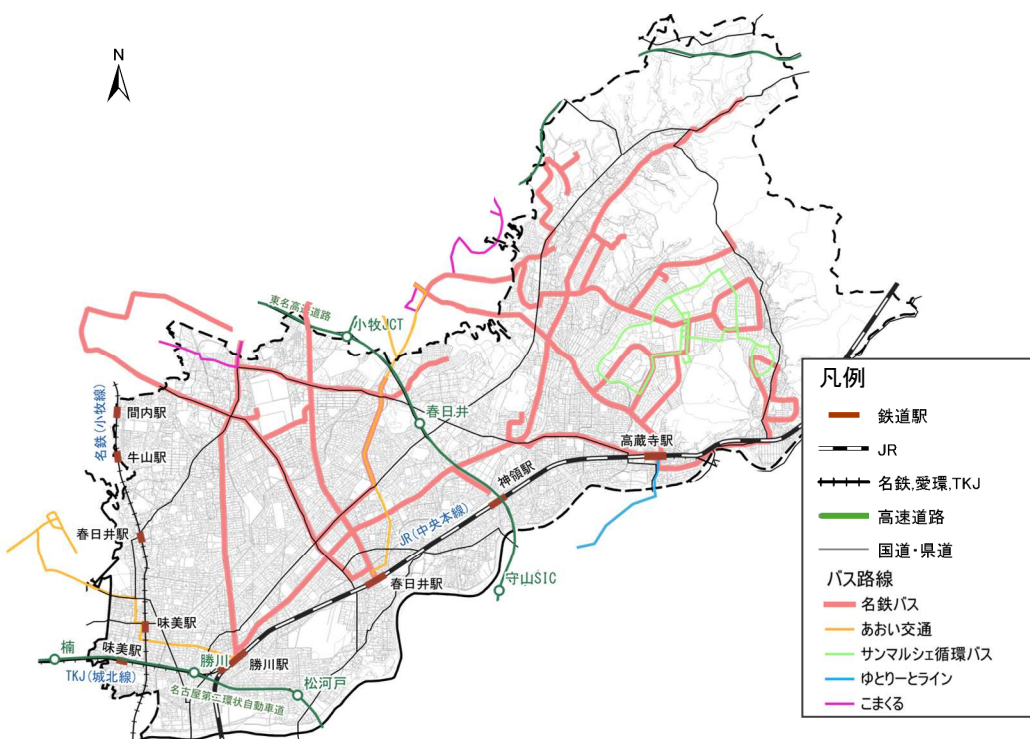 N
東名高速道路
小牧JCT
春日井
名鉄(小牧線)
間内駅
牛山駅
春日井駅
味美駅
味美駅
楠
TKJ(城北線)
勝川
勝川駅
名古屋第二環状自動車道
松河戸
春日井駅
JR(中央本線)
神領駅
守山SIC
高蔵寺駅
凡例
鉄道駅
JR
名鉄,愛環,TKJ
高速道路
国道・県道
バス路線
名鉄バス
あおい交通
サンマルシェ循環バス
ゆとりーとライン
こまくる